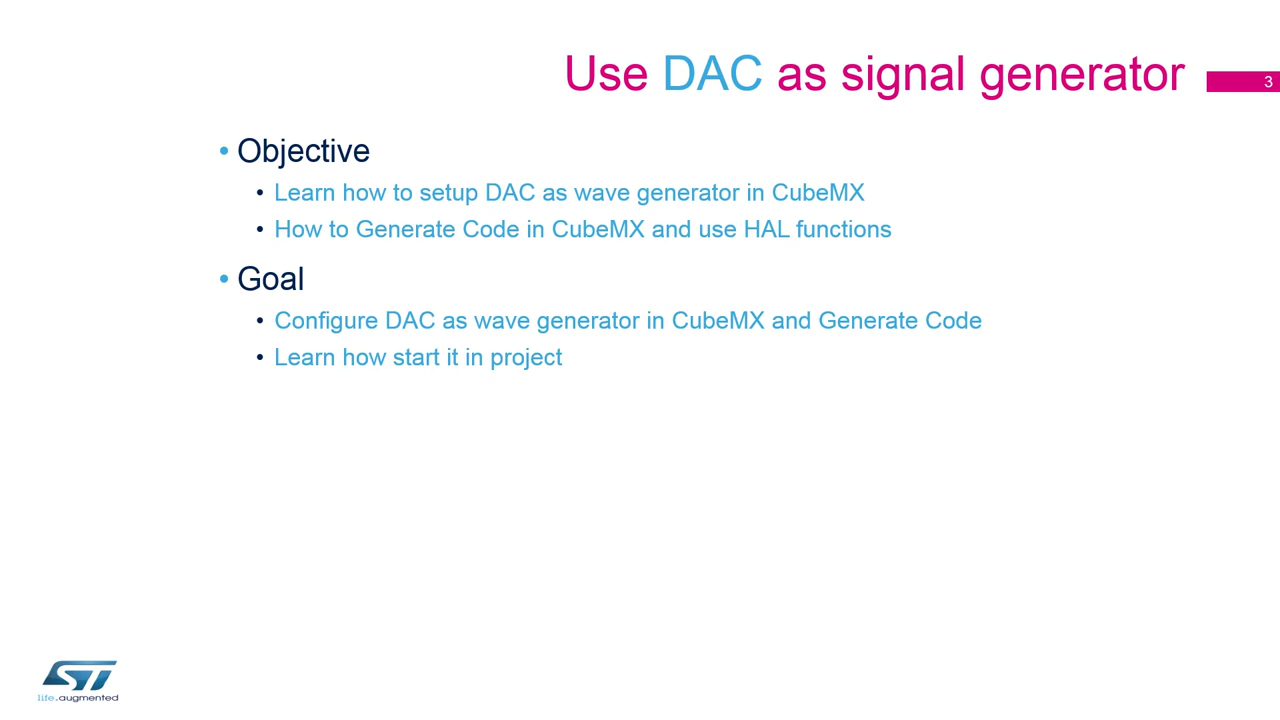 Use DAC as signal generator
3
• Objective
• Learn how to setup DAC as wave generator in CubeMX
• How to Generate Code in CubeMX and use HAL functions
• Goal
• Configure DAC as wave generator in CubeMX and Generate Code
• Learn how start it in project
ST
life.augmented